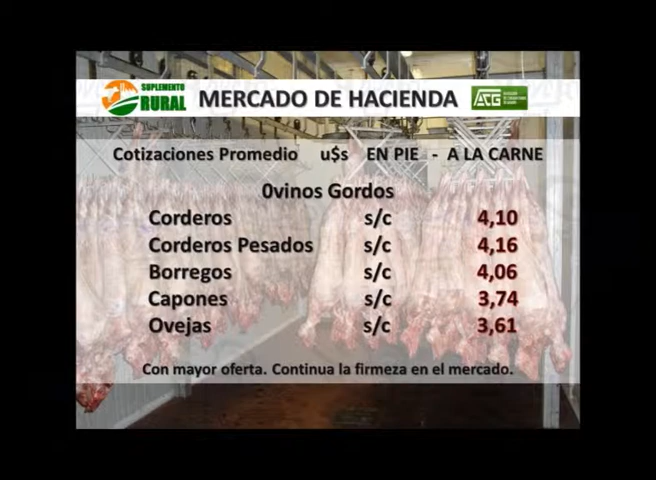 SUPLEMENTO
RURAL
MERCADO DE HACIENDA
ACG
Cotizaciones Promedio u$s EN PIE - A LA CARNE
0vinos Gordos
Corderos s/c 4,10
Corderos Pesados s/c 4,16
Borregos s/c 4,06
Capones s/c 3,74
Ovejas s/c 3,61
Con mayor oferta. Continua la firmeza en el mercado.